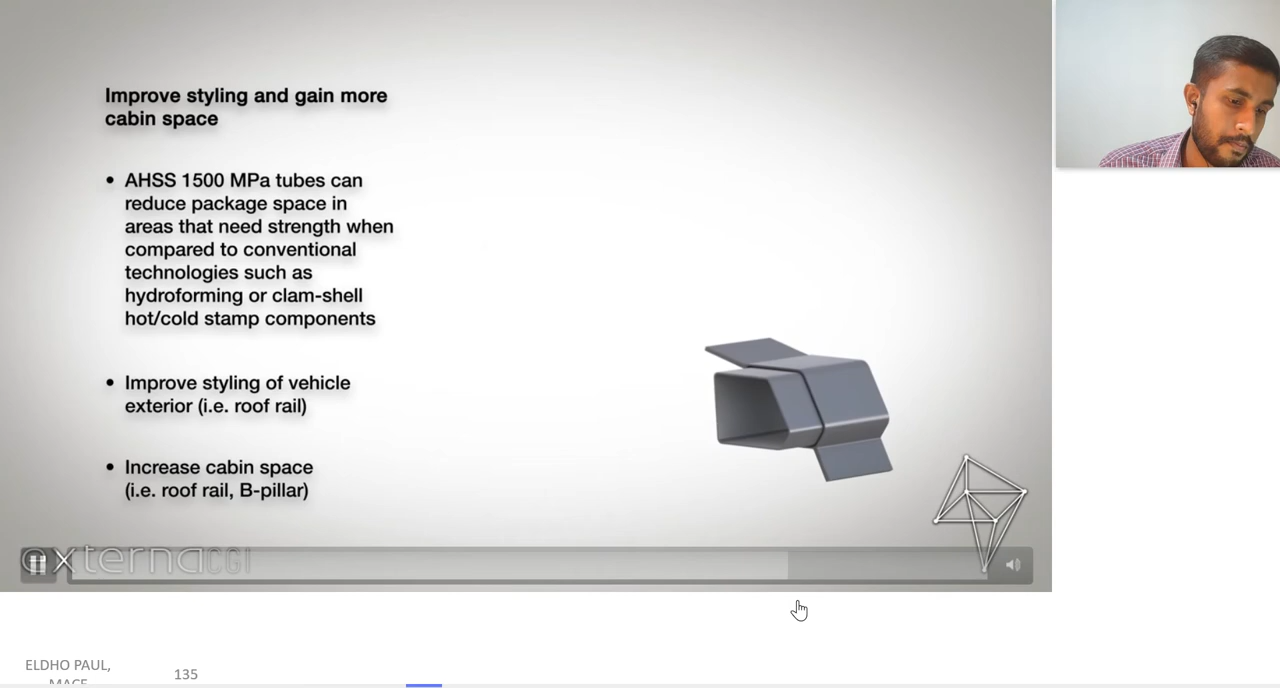 Improve styling and gain more
cabin space
• AHSS 1500 MPa tubes can
reduce package space in
areas that need strength when
compared to conventional
technologies such as
hydroforming or clam-shell
hot/cold stamp components
• Improve styling of vehicle
exterior (i.e. roof rail)
• Increase cabin space
(i.e. roof rail, B-pillar)
externaCGI
ELDHO PAUL,
MACE
135